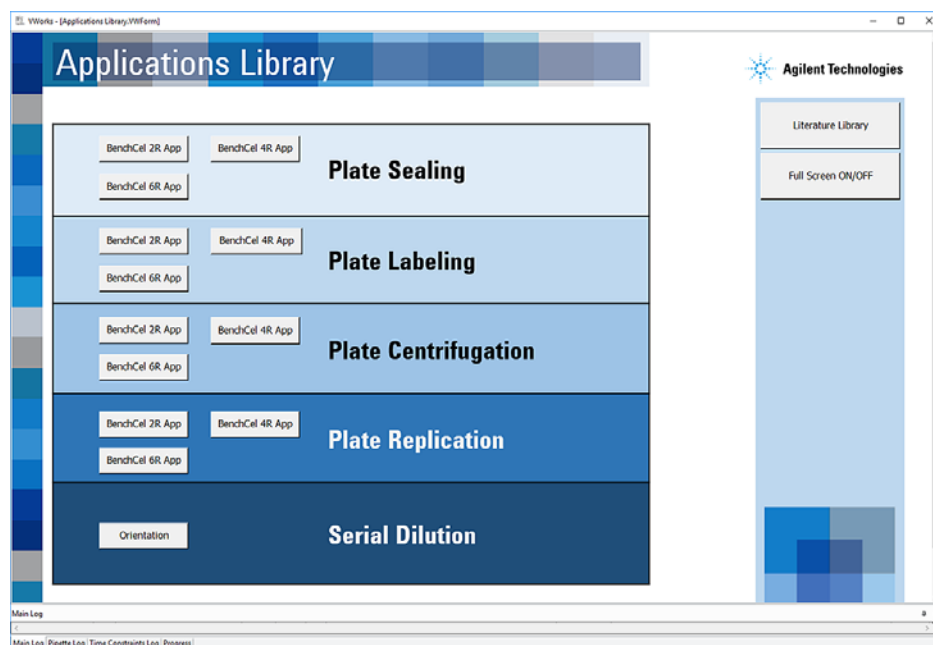 VWorks - [Applications Library.VWForm]
Applications Library
Agilent Technologies
Literature Library
Full Screen ON/OFF
BenchCel 2R App BenchCel 4R App
BenchCel 6R App
Plate Sealing
BenchCel 2R App BenchCel 4R App
BenchCel 6R App
Plate Labeling
BenchCel 2R App BenchCel 4R App
BenchCel 6R App
Plate Centrifugation
BenchCel 2R App BenchCel 4R App
BenchCel 6R App
Plate Replication
Orientation
Serial Dilution
Main Log
Main Log Pipette Log Time Constraints Log Progress